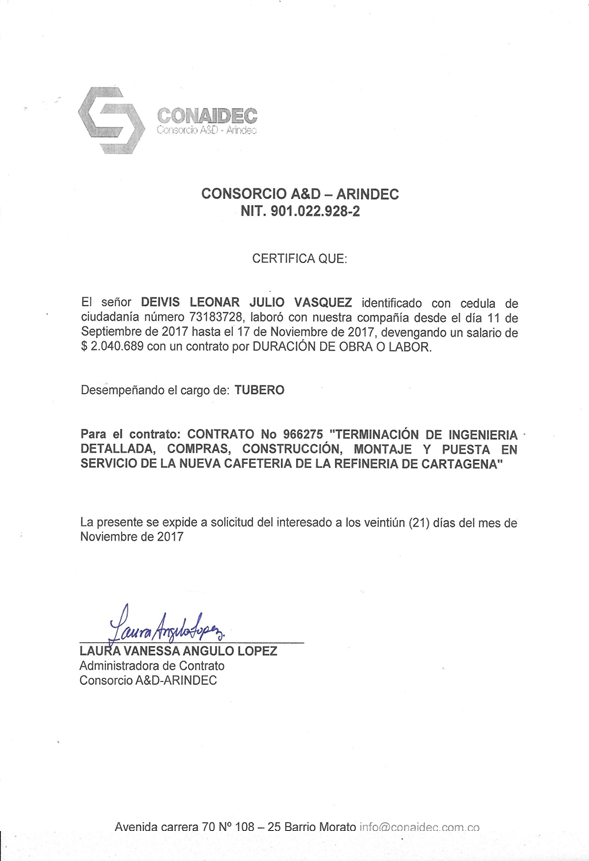 CONAIDEC
Consorcio A&D - Arindec
CONSORCIO A&D – ARINDEC
NIT. 901.022.928-2
CERTIFICA QUE:
El señor DEIVIS LEONAR JULIO VASQUEZ identificado con cedula de
ciudadanía número 73183728, laboró con nuestra compañía desde el día 11 de
Septiembre de 2017 hasta el 17 de Noviembre de 2017, devengando un salario de
$ 2.040.689 con un contrato por DURACIÓN DE OBRA O LABOR.
Desempeñando el cargo de: TUBERO
Para el contrato: CONTRATO No 966275 "TERMINACIÓN DE INGENIERIA
DETALLADA, COMPRAS, CONSTRUCCIÓN, MONTAJE Y PUESTA EN
SERVICIO DE LA NUEVA CAFETERIA DE LA REFINERIA DE CARTAGENA"
La presente se expide a solicitud del interesado a los veintiún (21) días del mes de
Noviembre de 2017
Laura Angulo Lopez
LAURA VANESSA ANGULO LOPEZ
Administradora de Contrato
Consorcio A&D-ARINDEC
Avenida carrera 70 Nº 108 – 25 Barrio Morato info@conaidec.com.co